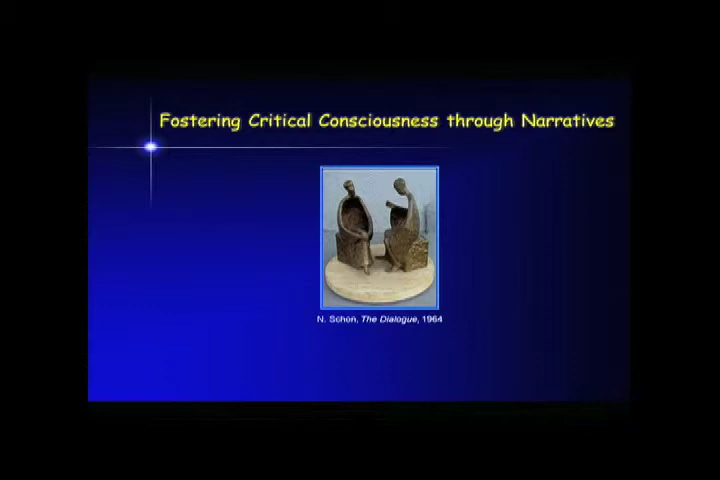 Fostering Critical Consciousness through Narratives
N. Schon, The Dialogue, 1964